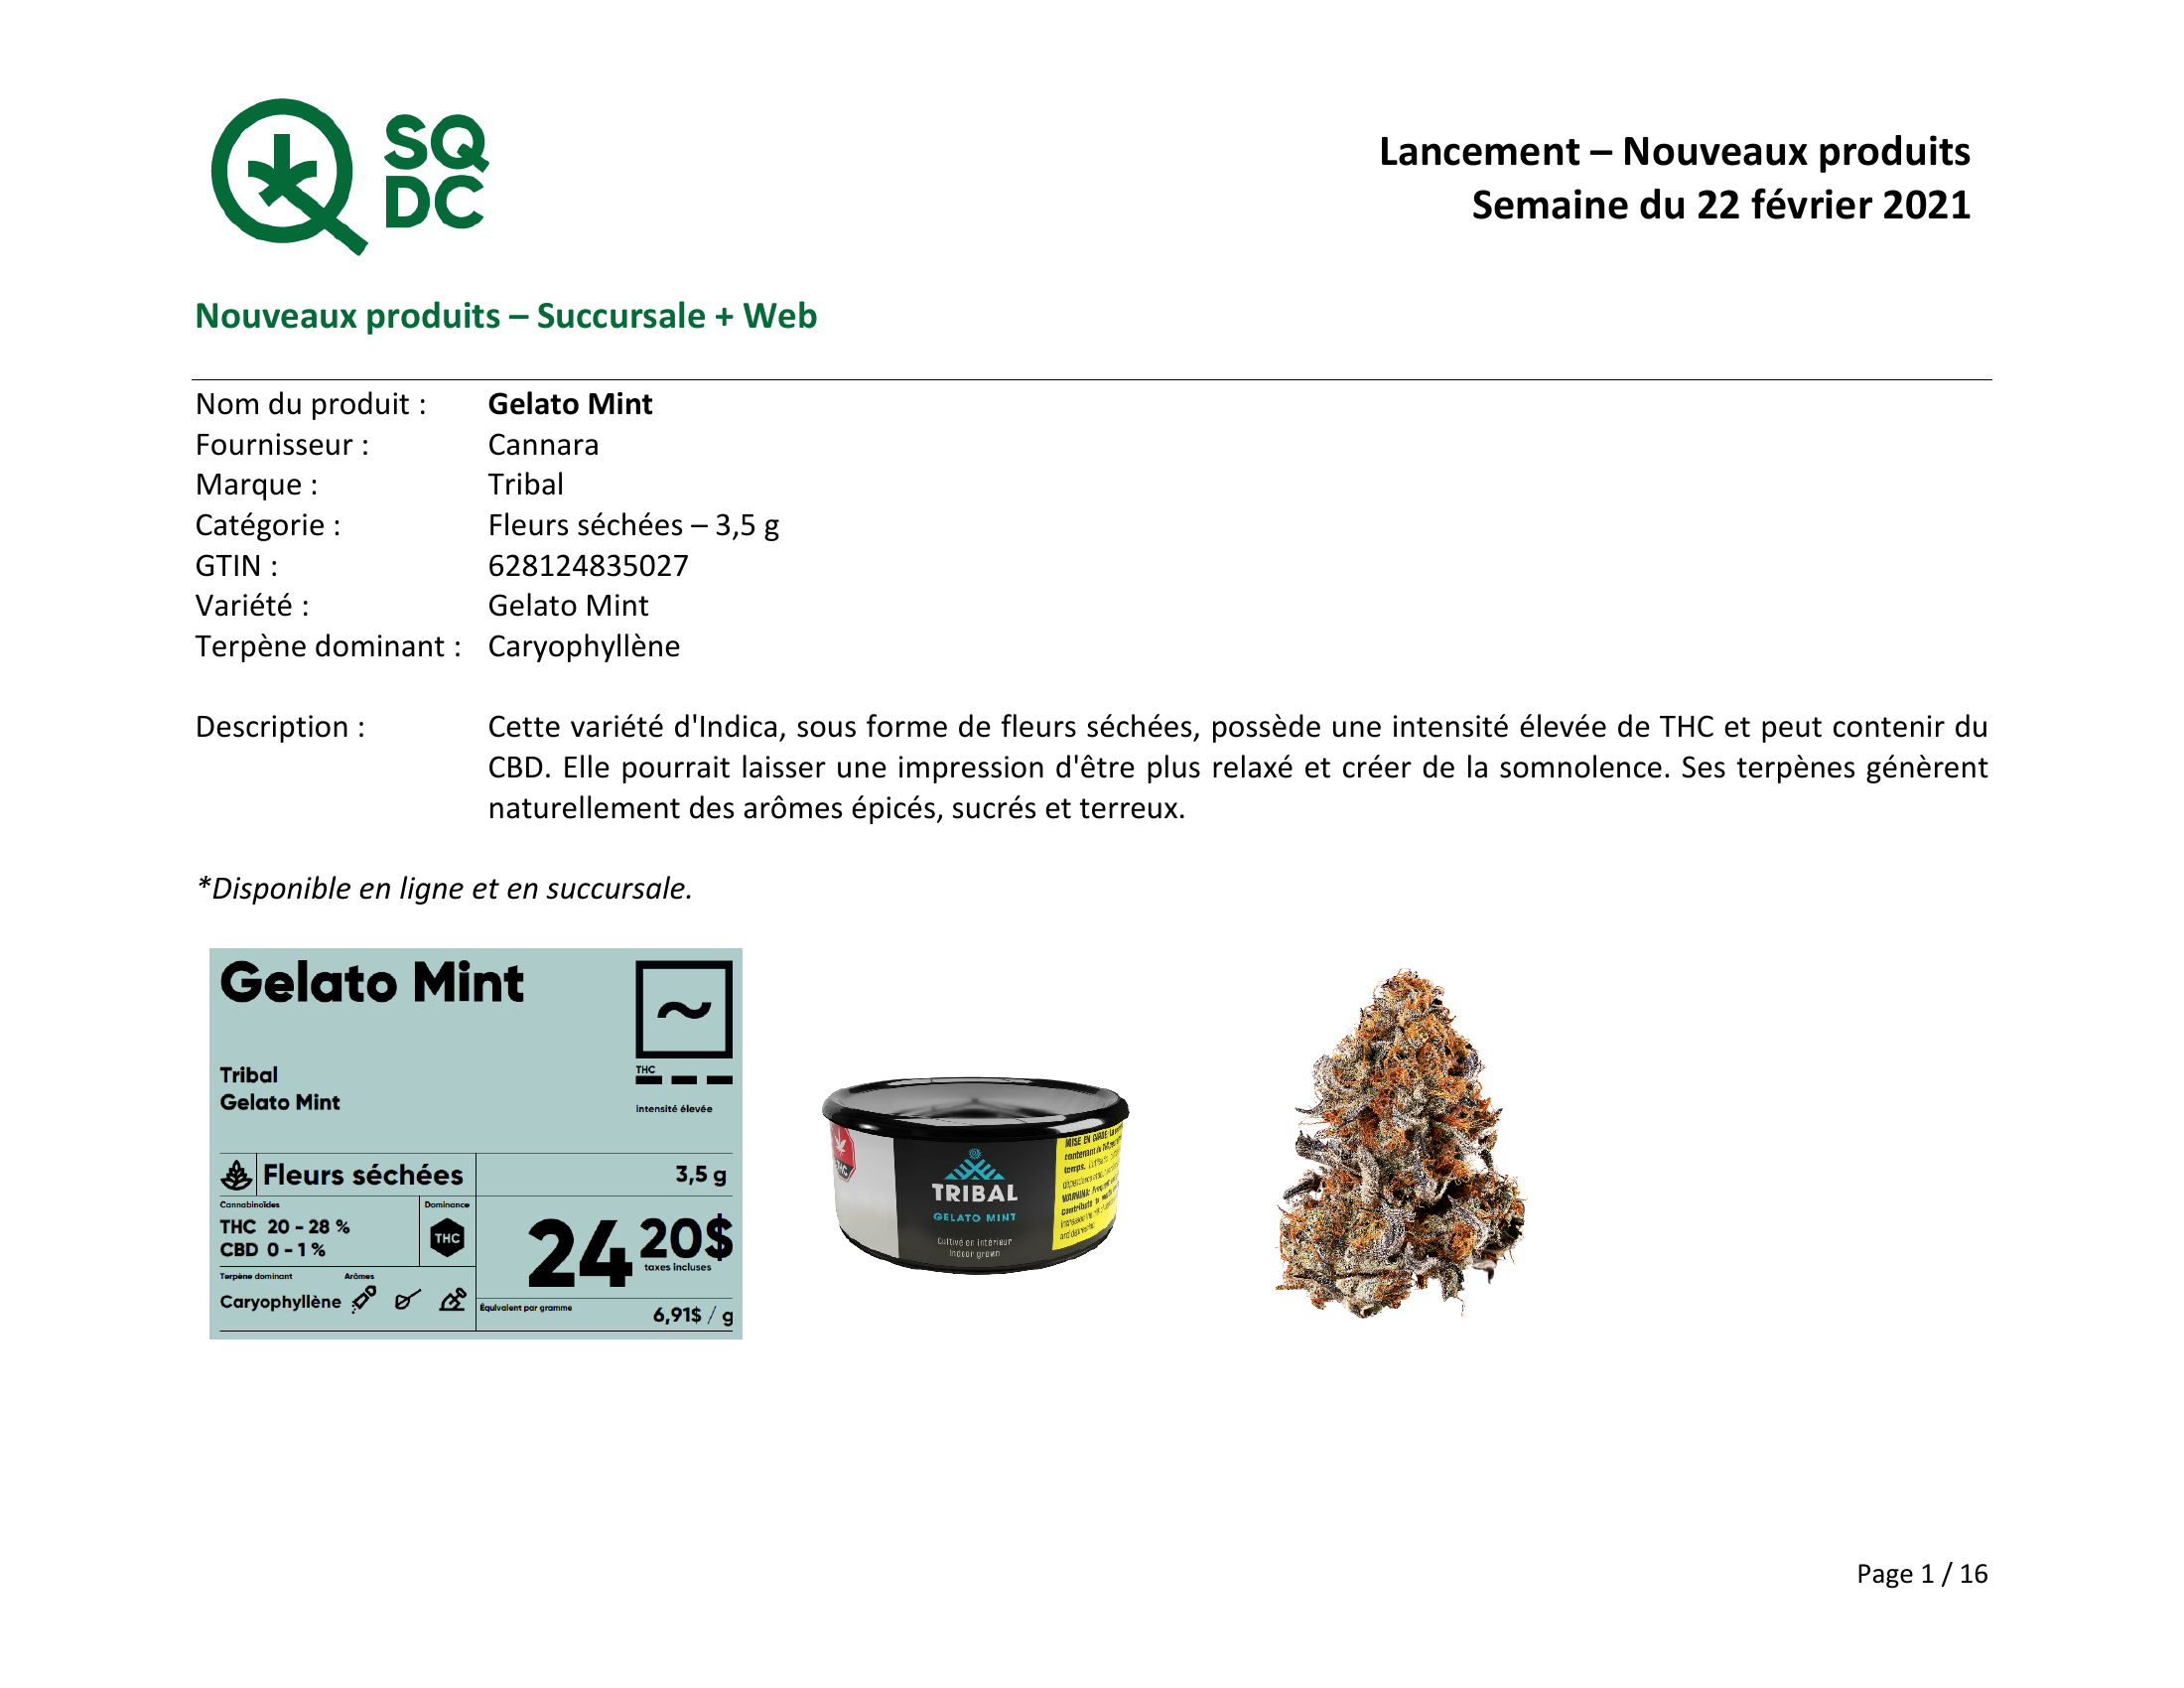 SQ
DC
Lancement – Nouveaux produits
Semaine du 22 février 2021
Nouveaux produits – Succursale + Web
Nom du produit : Gelato Mint
Fournisseur : Cannara
Marque : Tribal
Catégorie : Fleurs séchées – 3,5 g
GTIN : 628124835027
Variété : Gelato Mint
Terpène dominant : Caryophyllène
Description : Cette variété d'Indica, sous forme de fleurs séchées, possède une intensité élevée de THC et peut contenir du
CBD. Elle pourrait laisser une impression d'être plus relaxé et créer de la somnolence. Ses terpènes génèrent
naturellement des arômes épicés, sucrés et terreux.
*Disponible en ligne et en succursale.
Gelato Mint
~
Tribal
Gelato Mint
THC
intensité élevée
Fleurs séchées
3,5 g
Cannabinoïdes
Dominance
THC 20 - 28 %
CBD 0 - 1 %
THC
24 20$
taxes incluses
Terpène dominant
Arômes
Caryophyllène
Équivalent par gramme
6,91$ / g
TRIBAL
GELATO MINT
Cultivé en intérieur
Indoor grown
MISE EN GARDE
contenant du
temps.
WARNING:
Contribute to
Page 1 / 16